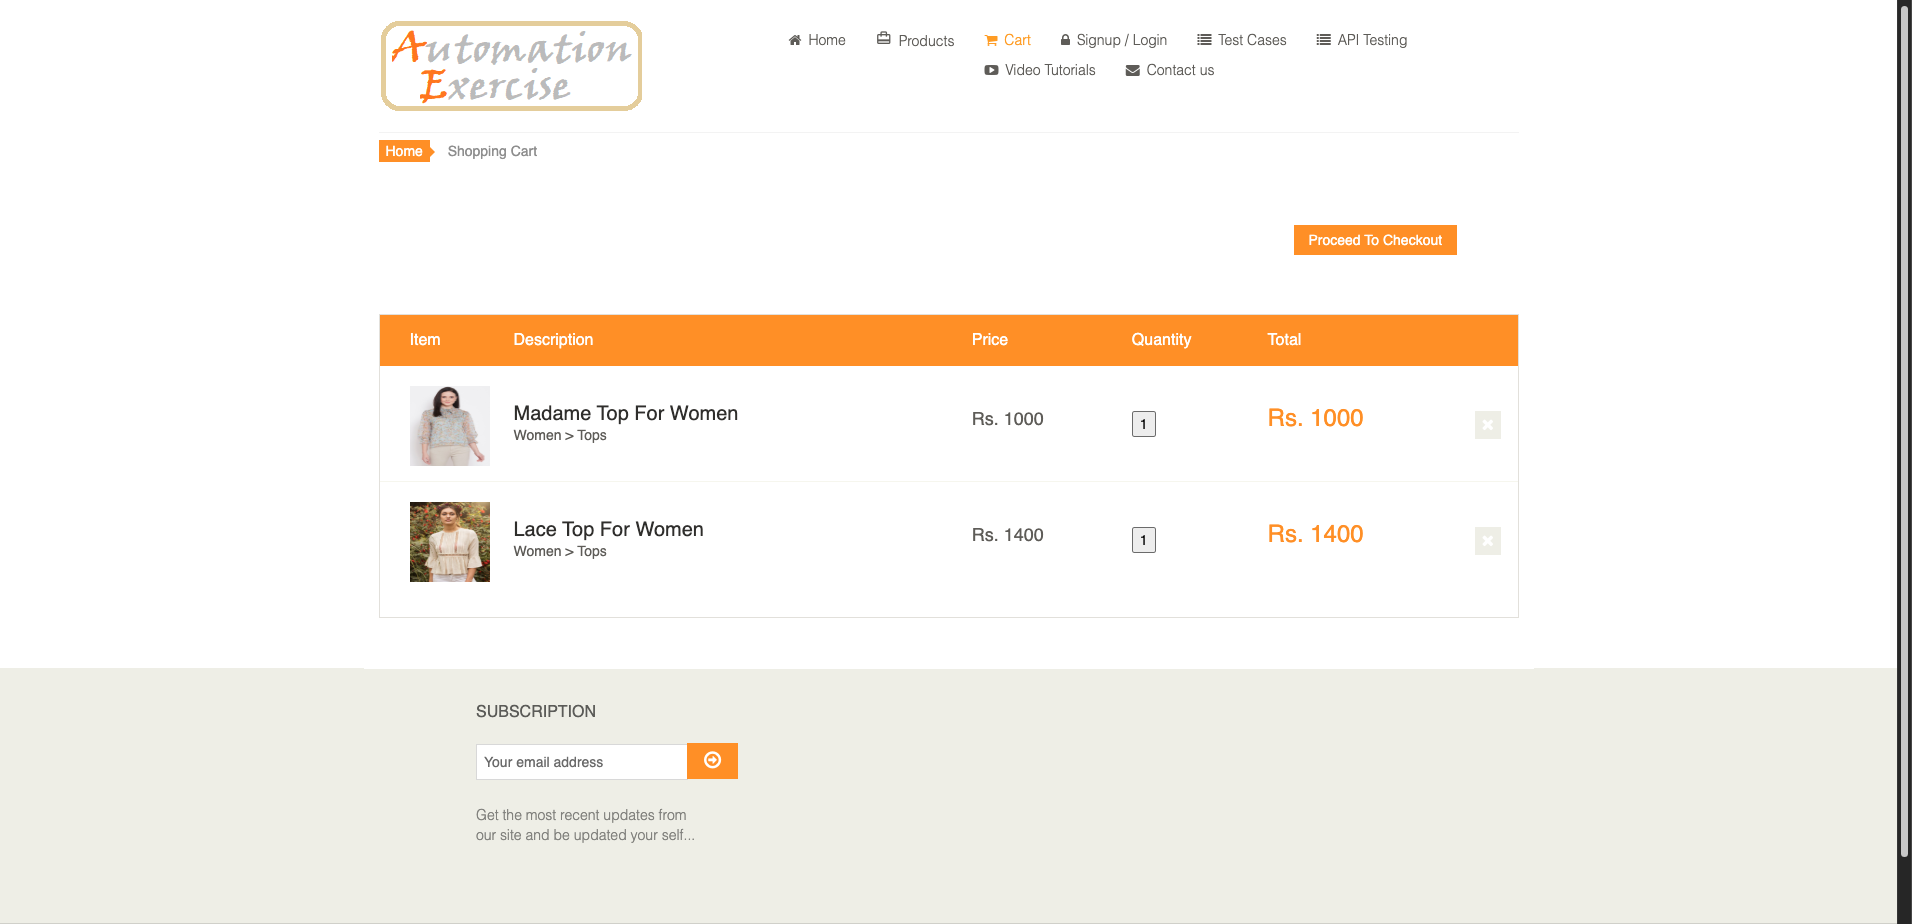 Automation
Exercise
Home
Products
Cart
Signup / Login
Test Cases
API Testing
Video Tutorials
Contact us
Home
Shopping Cart
Proceed To Checkout
Item Description Price Quantity Total
Madame Top For Women
Women > Tops
Rs. 1000
1
Rs. 1000
Lace Top For Women
Women > Tops
Rs. 1400
1
Rs. 1400
SUBSCRIPTION
Your email address
Get the most recent updates from
our site and be updated your self...